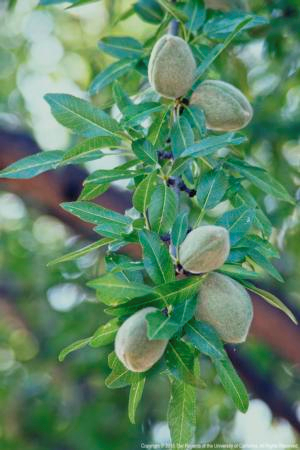 Copyright © 2015 The Regents of the University of California. All Rights Reserved.